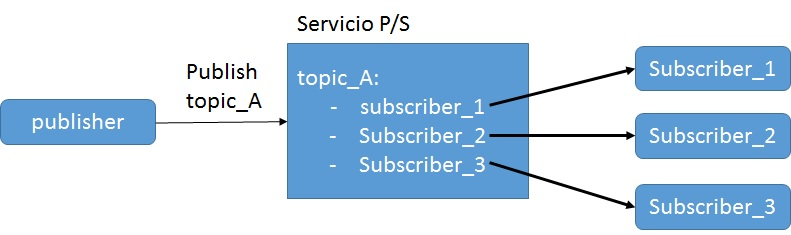 Servicio P/S
Publish
topic_A
publisher
topic_A:
- subscriber_1
- Subscriber_2
- Subscriber_3
Subscriber_1
Subscriber_2
Subscriber_3